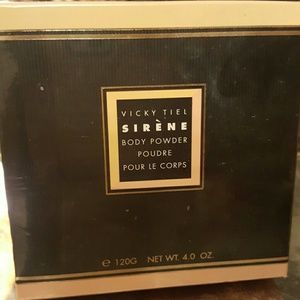 VICKY TIEL
SIRÈNE
BODY POWDER
POUDRE
POUR LE CORPS
℮ 120G NET WT. 4.0 OZ.